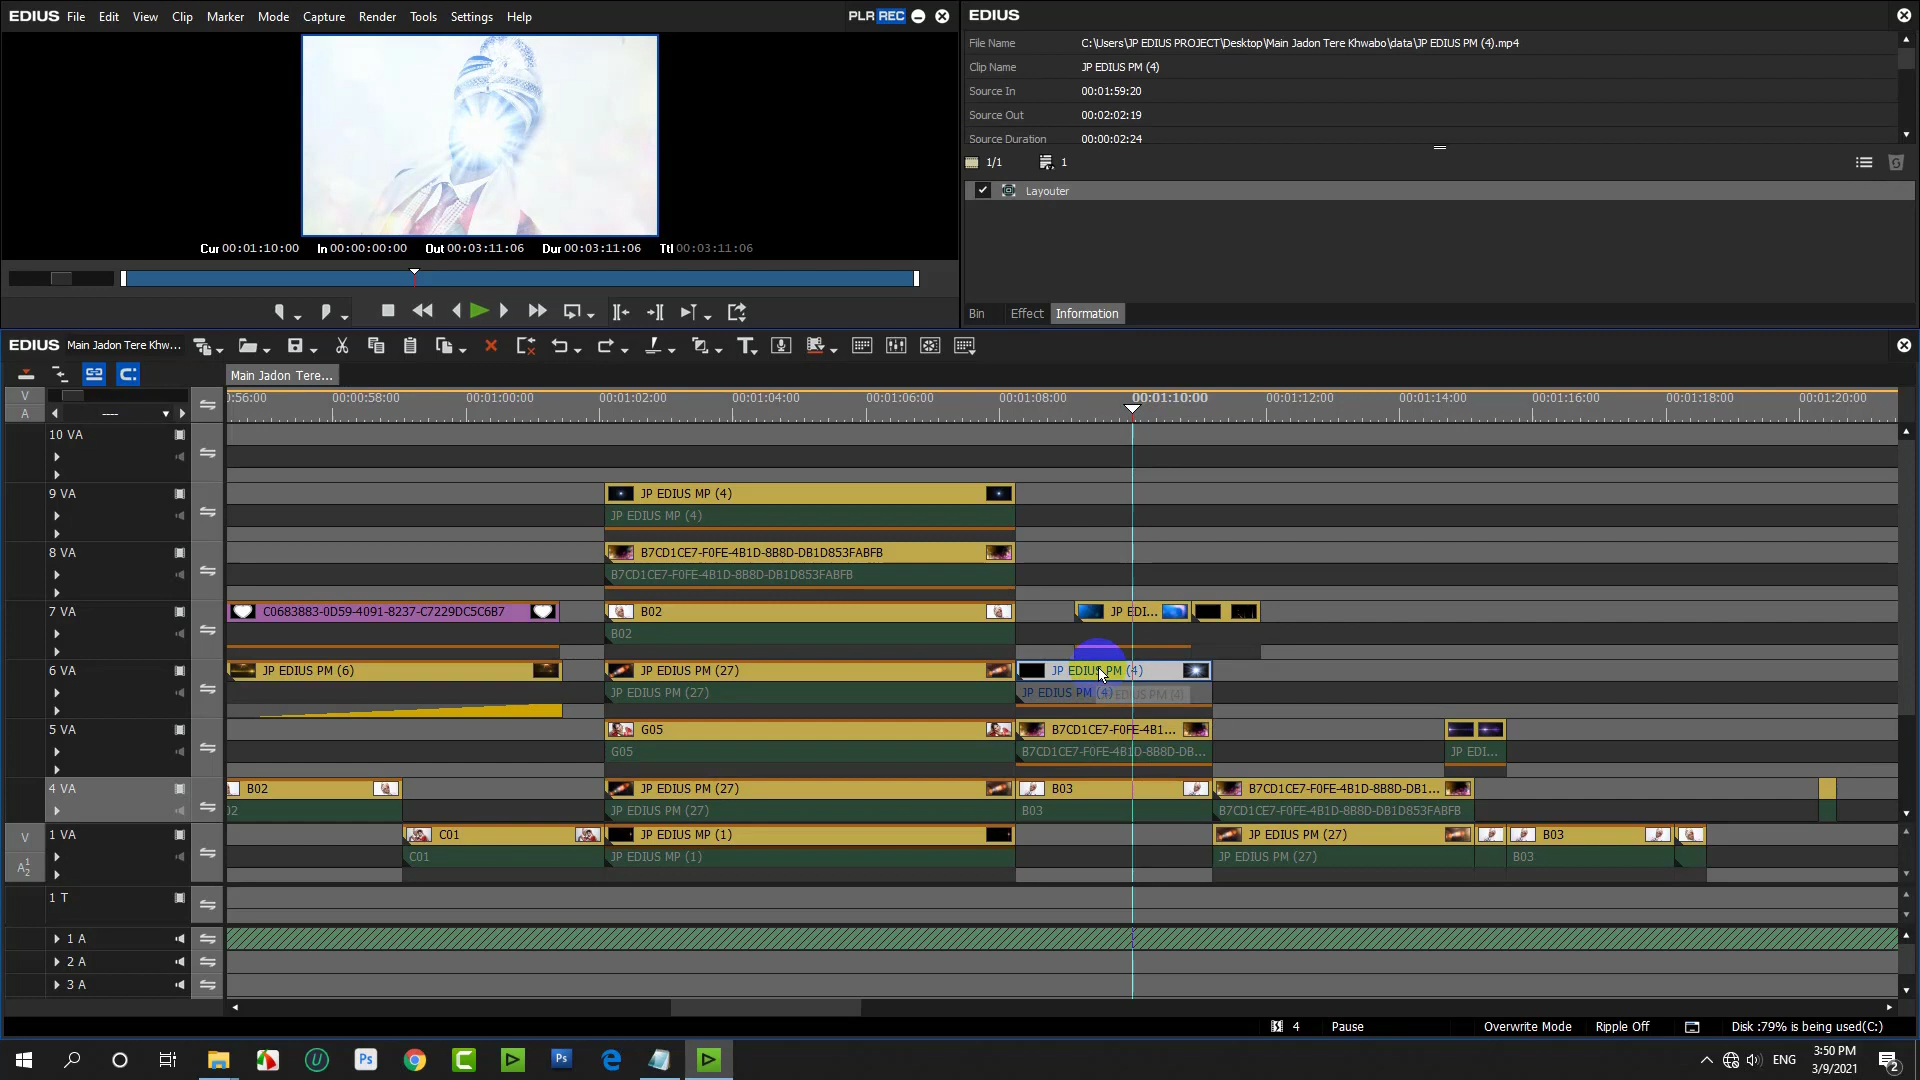 EDIUS File Edit View Clip Marker Mode Capture Render Tools Settings Help PLR REC
EDIUS
File Name C:\Users\JP EDIUS PROJECT\Desktop\Main Jadon Tere Khwabo\data\JP EDIUS PM (4).mp4
Clip Name JP EDIUS PM (4)
Source In 00:01:59:20
Source Out 00:02:02:19
Source Duration 00:00:02:24
1/1 1
Layouter
Cur 00:01:10:00 In 00:00:00:00 Out 00:03:11:06 Dur 00:03:11:06 Ttl 00:03:11:06
Bin Effect Information
EDIUS Main Jadon Tere Khw...
Main Jadon Tere...
V
A ----
):56:00 00:00:58:00 00:01:00:00 00:01:02:00 00:01:04:00 00:01:06:00 00:01:08:00 00:01:10:00 00:01:12:00 00:01:14:00 00:01:16:00 00:01:18:00 00:01:20:00
10 VA
9 VA JP EDIUS MP (4)
JP EDIUS MP (4)
8 VA B7CD1CE7-F0FE-4B1D-8B8D-DB1D853FABFB
B7CD1CE7-F0FE-4B1D-8B8D-DB1D853FABFB
7 VA C0683883-0D59-4091-8237-C7229DC5C6B7 B02 JP EDI...
B02
6 VA JP EDIUS PM (6) JP EDIUS PM (27) JP EDIUS PM (4)
JP EDIUS PM (27) JP EDIUS PM (4) EDIUS PM (4)
5 VA G05 B7CD1CE7-F0FE-4B1...
G05 B7CD1CE7-F0FE-4B1D-8B8D-DB... JP EDI...
4 VA B02 JP EDIUS PM (27) B03 B7CD1CE7-F0FE-4B1D-8B8D-DB1...
02 JP EDIUS PM (27) B03 B7CD1CE7-F0FE-4B1D-8B8D-DB1D853FABFB
V 1 VA C01 JP EDIUS MP (1) JP EDIUS PM (27) B03
A 1 2 C01 JP EDIUS MP (1) JP EDIUS PM (27) B03
1 T
1 A
2 A
3 A
4 Pause Overwrite Mode Ripple Off Disk :79% is being used(C:)
U Ps C Ps ENG 3:50 PM
3/9/2021 2